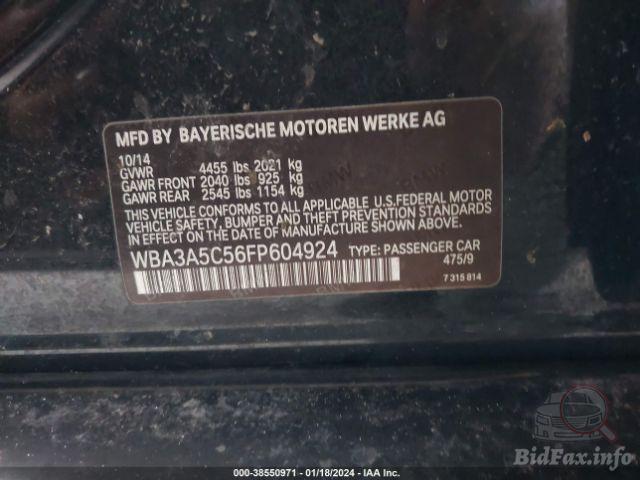 MFD BY BAYERISCHE MOTOREN WERKE AG
10/14
GVWR 4455 lbs 2021 kg
GAWR FRONT 2040 lbs 925 kg
GAWR REAR 2545 lbs 1154 kg
THIS VEHICLE CONFORMS TO ALL APPLICABLE U.S.FEDERAL MOTOR
VEHICLE SAFETY, BUMPER AND THEFT PREVENTION STANDARDS
IN EFFECT ON THE DATE OF MANUFACTURE SHOWN ABOVE.
WBA3A5C56FP604924 TYPE: PASSENGER CAR
475/9
7 315 814
BidFax.info
000-38550971 - 01/18/2024 - IAA Inc.